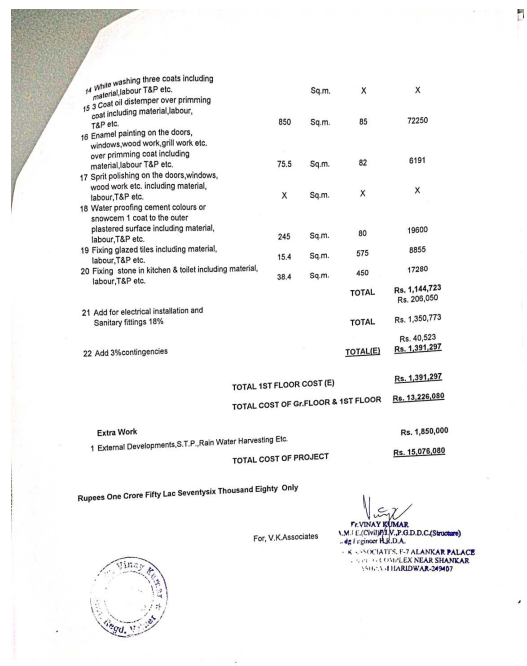 14 White washing three coats including
material,labour T&P etc. Sq.m. X X
15 3 Coat oil distemper over primming
coat including material,labour,
T&P etc. 850 Sq.m. 85 72250
16 Enamel painting on the doors,
windows,wood work,grill work etc.
over primming coat including
material,labour T&P etc. 75.5 Sq.m. 82 6191
17 Sprit polishing on the doors,windows,
wood work etc. including material,
labour,T&P etc. X Sq.m. X X
18 Water proofing cement colours or
snowcem 1 coat to the outer
plastered surface including material,
labour,T&P etc. 245 Sq.m. 80 19600
19 Fixing glazed tiles including material,
labour,T&P etc. 15.4 Sq.m. 575 8855
20 Fixing stone in kitchen & toilet including material,
labour,T&P etc. 38.4 Sq.m. 450 17280
TOTAL Rs. 1,144,723
Rs. 206,050
21 Add for electrical installation and
Sanitary fittings 18% TOTAL Rs. 1,350,773
Rs. 40,523
22 Add 3%contingencies TOTAL(E) Rs. 1,391,297
TOTAL 1ST FLOOR COST (E) Rs. 1,391,297
TOTAL COST OF Gr.FLOOR & 1ST FLOOR Rs. 13,226,080
Extra Work
1 External Developments,S.T.P.,Rain Water Harvesting Etc. Rs. 1,850,000
TOTAL COST OF PROJECT Rs. 15,076,080
Rupees One Crore Fifty Lac Seventysix Thousand Eighty Only
For, V.K.Associates
VINAY KUMAR
(Civil) P.G.D.D.C.(Structure)
H.R.D.A.
F-7 ALANKAR PALACE
COMPLEX NEAR SHANKAR
HARIDWAR-249407
Vinay Kumar
Regd.